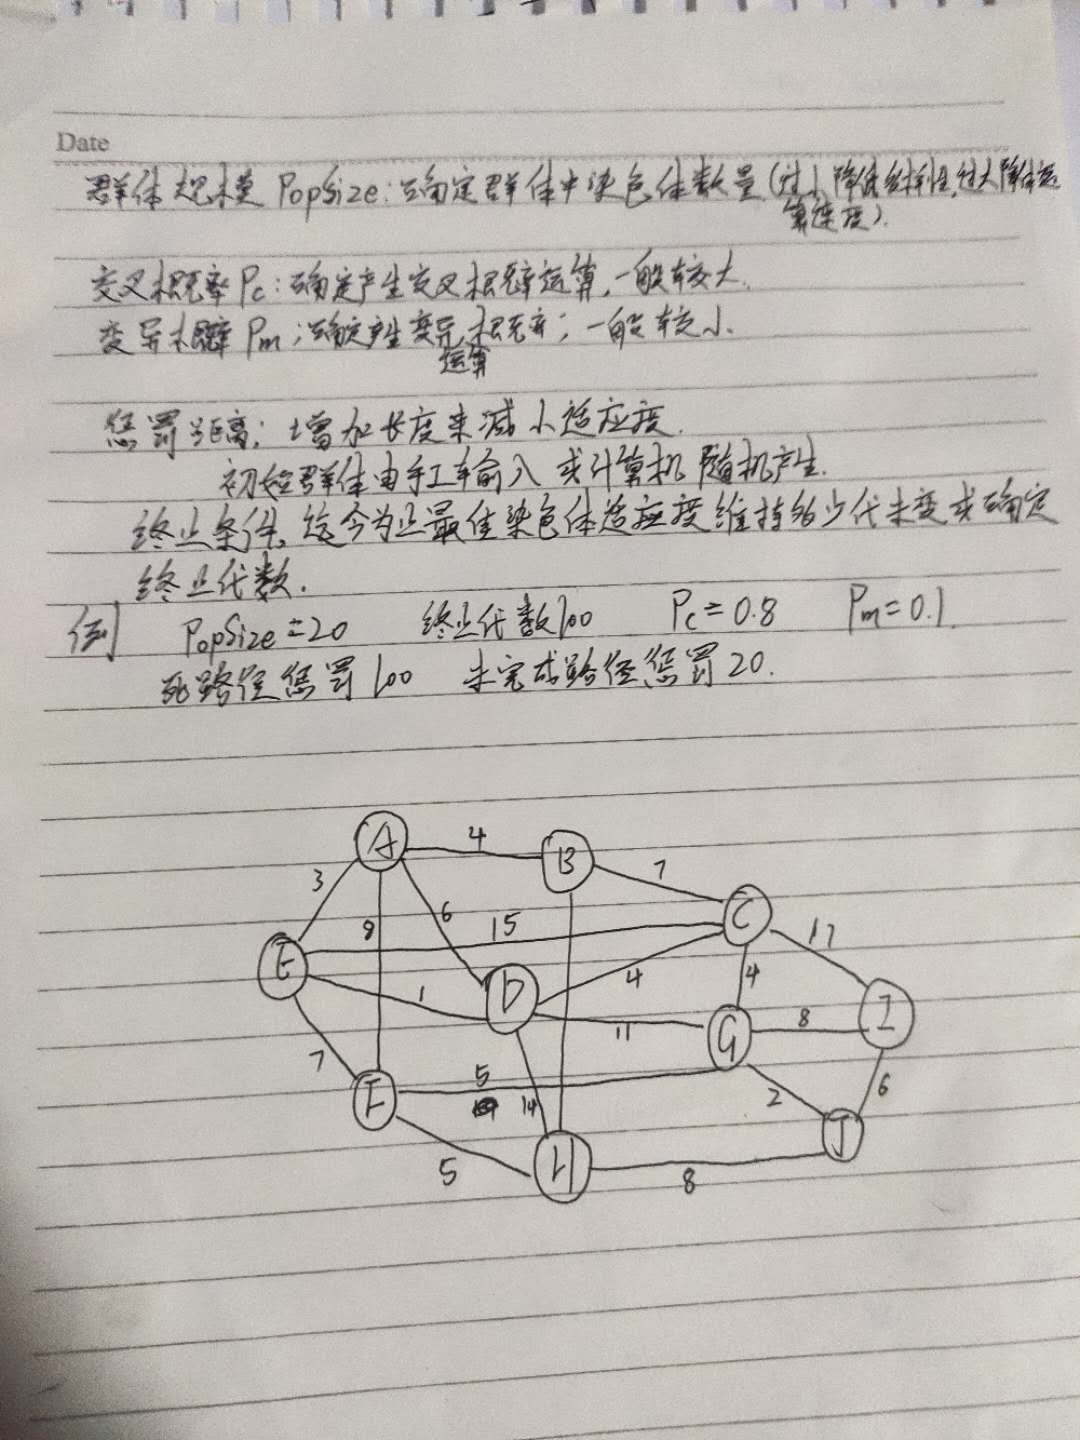 Date
群体规模 PopSize：确定群体中染色体数量（过小降低多样性，过大降低运
算速度）.
交叉概率 Pc：确定产生交叉概率运算，一般较大.
变异概率 Pm；确定产生变异概率；一般较小.
运算
惩罚距离；增加长度来减小适应度.
初始群体由手工输入或计算机随机产生.
终止条件，迄今为止最佳染色体适应度维持多少代未变或确定
终止代数.
例 PopSize=20 终止代数100 Pc=0.8 Pm=0.1.
死路径惩罚100 未完成路径惩罚20.
A 4 B
3 7
9 6 15 C 17
E
1 D 4 4
11 G 8 I
7 5 2 6
F 14
J
5 H 8